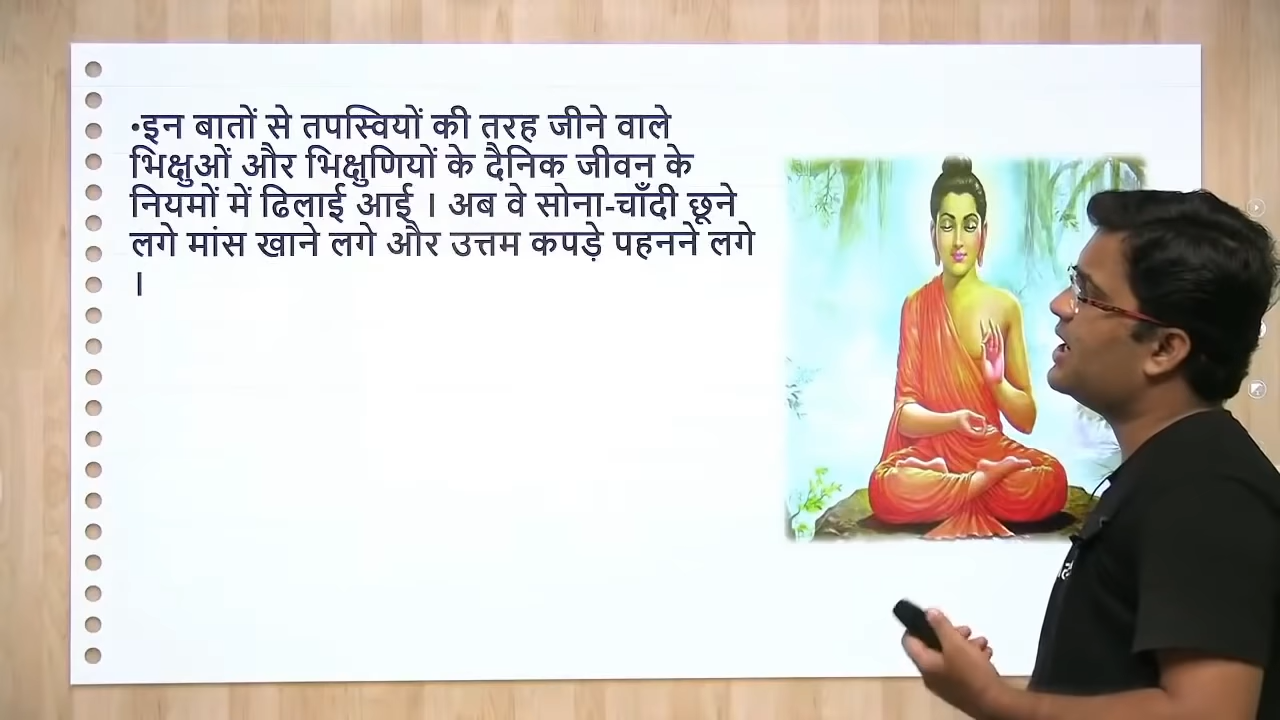 •इन बातों से तपस्वियों की तरह जीने वाले
भिक्षुओं और भिक्षुणियों के दैनिक जीवन के
नियमों में ढिलाई आई । अब वे सोना-चाँदी छूने
लगे मांस खाने लगे और उत्तम कपड़े पहनने लगे
।